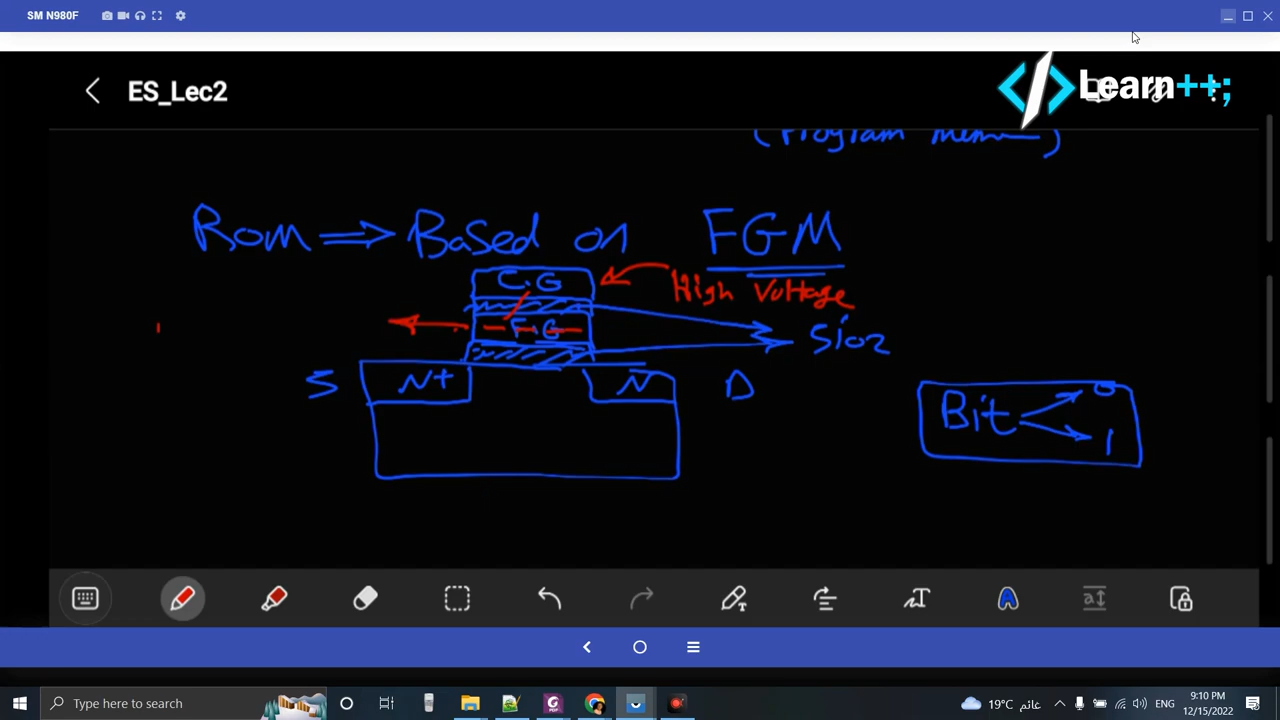 SM N980F
ES_Lec2
</> Learn++;
(Program mem
Rom ⇒ Based on FGM
C.G
High Voltage
F.G
Sio2
S N+ N D
Bit 0
1
Type here to search
19° غائم
ENG
9:10 PM
12/15/2022